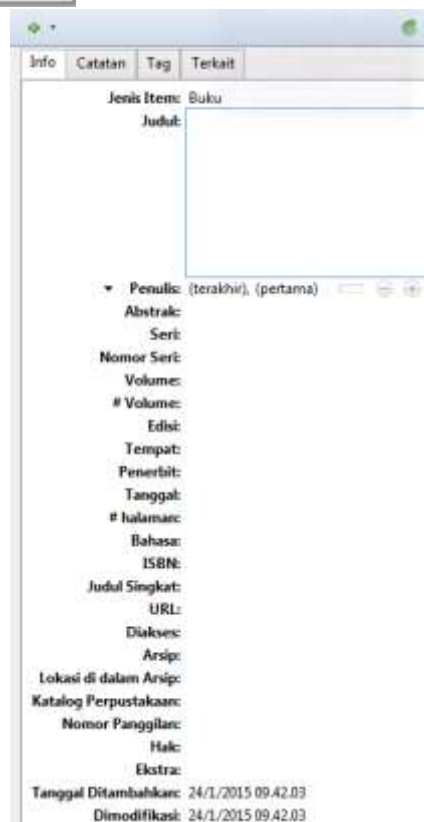 Info Catatan Tag Terkait
Jenis Item: Buku
Judul:
Penulis: (terakhir), (pertama)
Abstrak:
Seri:
Nomor Seri:
Volume:
# Volume:
Edisi:
Tempat:
Penerbit:
Tanggal:
# halaman:
Bahasa:
ISBN:
Judul Singkat:
URL:
Diakses:
Arsip:
Lokasi di dalam Arsip:
Katalog Perpustakaan:
Nomor Panggilan:
Hak:
Ekstra:
Tanggal Ditambahkan: 24/1/2015 09.42.03
Dimodifikasi: 24/1/2015 09.42.03